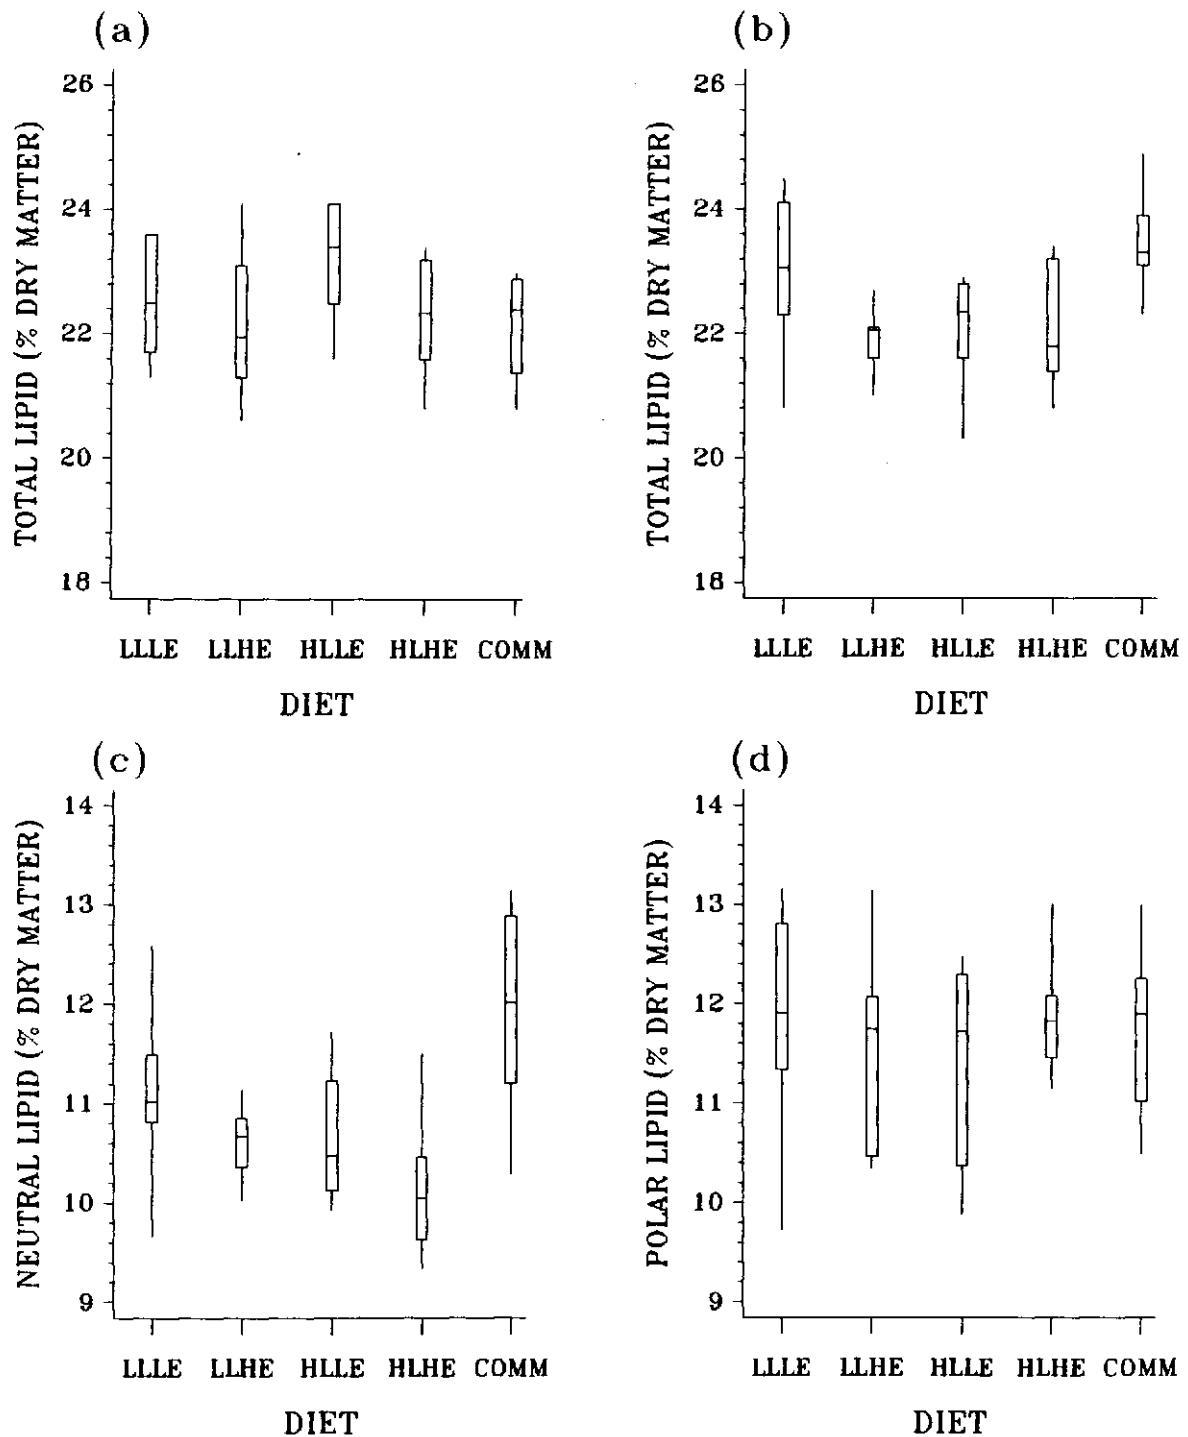 (a)
TOTAL LIPID (% DRY MATTER)
26
24
22
20
18
LLLE LLHE HLLE HLHE COMM
DIET
(b)
TOTAL LIPID (% DRY MATTER)
26
24
22
20
18
LLLE LLHE HLLE HLHE COMM
DIET
(c)
NEUTRAL LIPID (% DRY MATTER)
14
13
12
11
10
9
LLLE LLHE HLLE HLHE COMM
DIET
(d)
POLAR LIPID (% DRY MATTER)
14
13
12
11
10
9
LLLE LLHE HLLE HLHE COMM
DIET